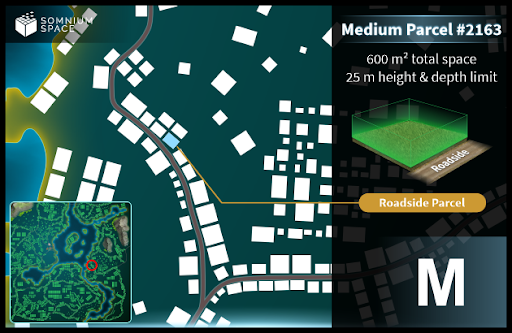 SOMNIUM
SPACE
Medium Parcel #2163
600 m² total space
25 m height & depth limit
Roadside
Roadside Parcel
M